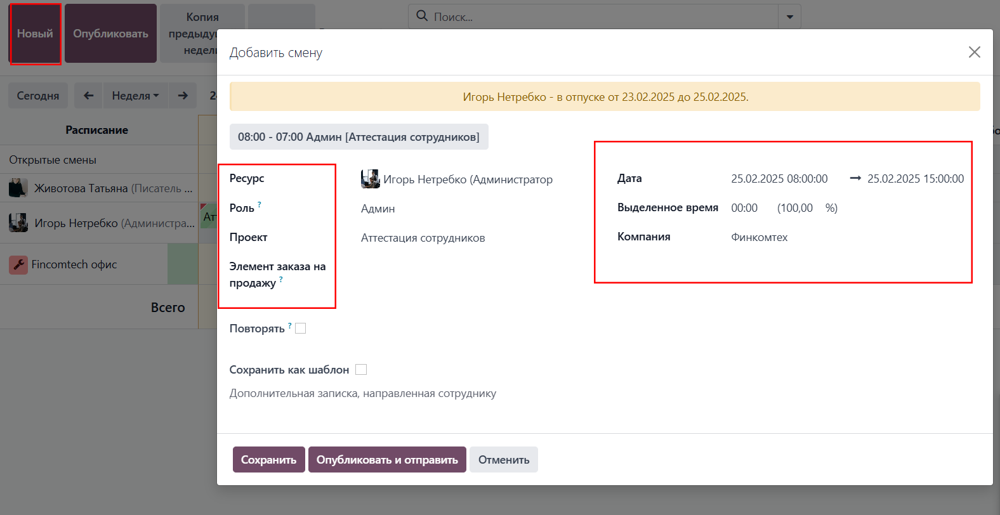 Новый
Опубликовать
Копия
предыду
недел
Поиск...
Сегодня
Неделя
Расписание
Открытые смены
Животова Татьяна (Писатель ...
Игорь Нетребко (Администра...
Fincomtech офис
Всего
Добавить смену
Игорь Нетребко - в отпуске от 23.02.2025 до 25.02.2025.
08:00 - 07:00 Админ [Аттестация сотрудников]
Ресурс
Игорь Нетребко (Администратор
Роль ?
Админ
Проект
Аттестация сотрудников
Элемент заказа на
продажу ?
Дата
25.02.2025 08:00:00 → 25.02.2025 15:00:00
Выделенное время
00:00 (100,00 %)
Компания
Финкомтех
Повторять ?
Сохранить как шаблон
Дополнительная записка, направленная сотруднику
Сохранить
Опубликовать и отправить
Отменить